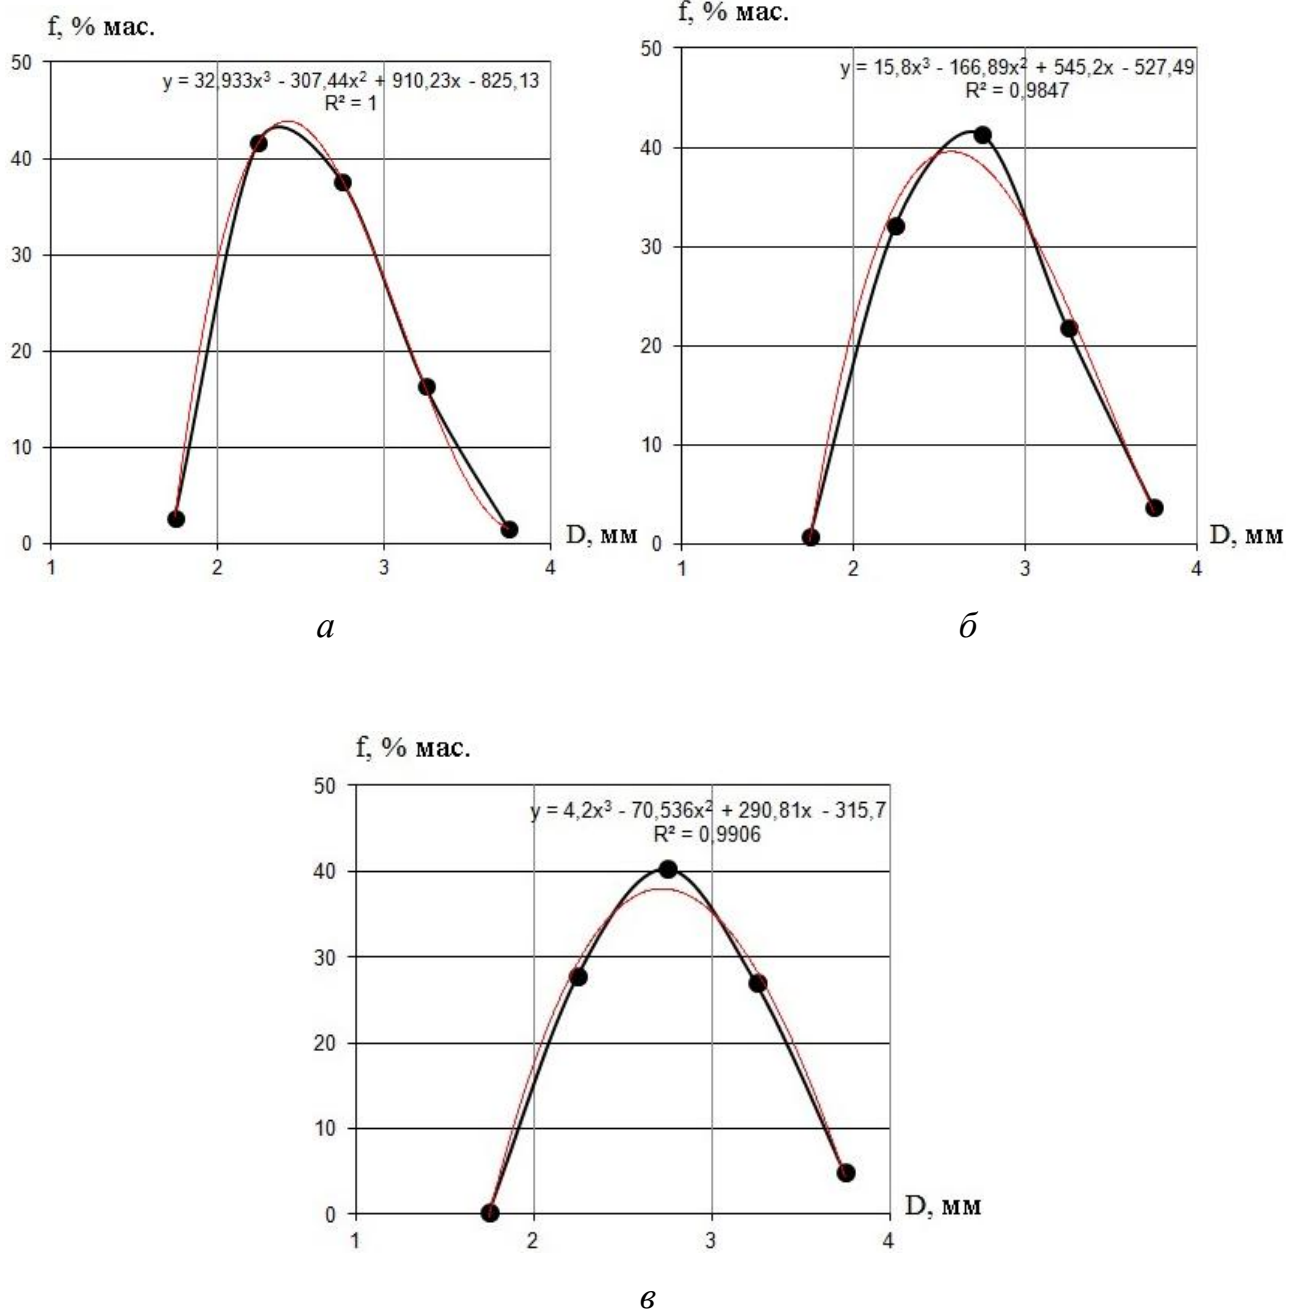 f, % мас.
50
40
30
20
10
0
y = 32,933x³ - 307,44x² + 910,23x - 825,13
R² = 1
1 2 3 4
D, мм
а
f, % мас.
50
40
30
20
10
0
y = 15,8x³ - 166,89x² + 545,2x - 527,49
R² = 0,9847
1 2 3 4
D, мм
б
f, % мас.
50
40
30
20
10
0
y = 4,2x³ - 70,536x² + 290,81x - 315,7
R² = 0,9906
1 2 3 4
D, мм
в